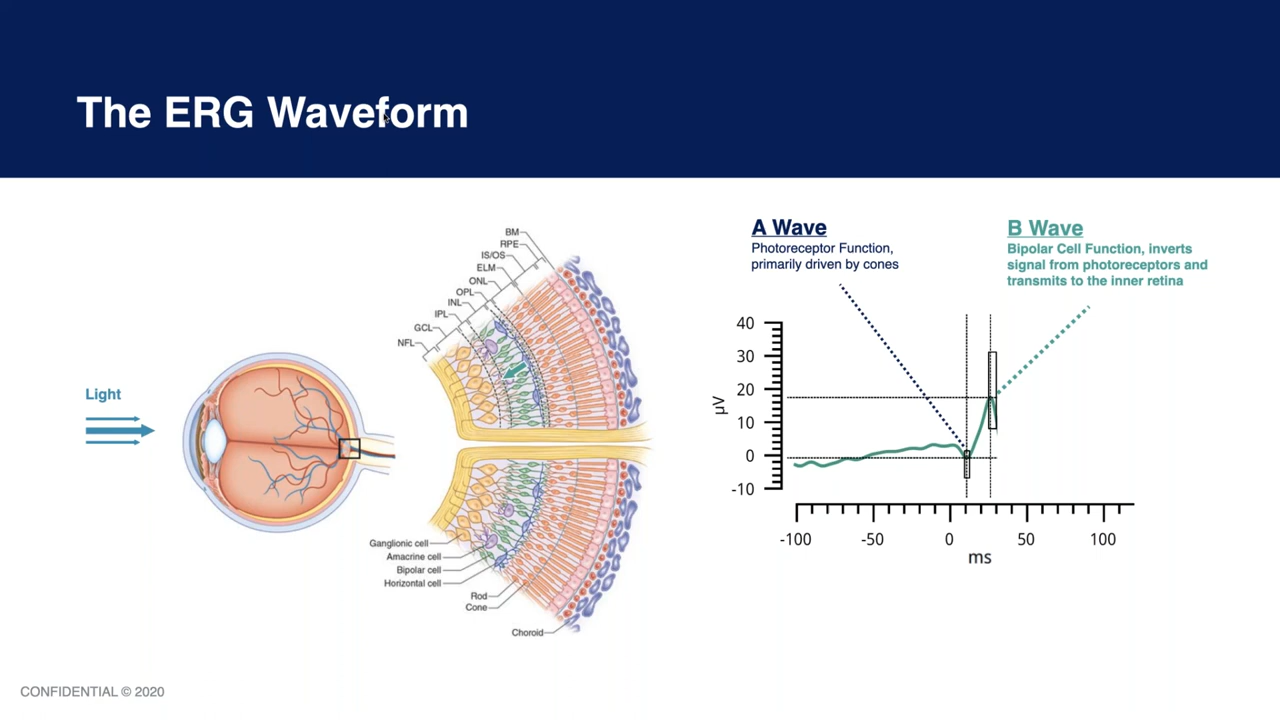 The ERG Waveform
Light
BM
RPE
IS/OS
ELM
ONL
OPL
INL
IPL
GCL
NFL
Ganglionic cell
Amacrine cell
Bipolar cell
Horizontal cell
Rod
Cone
Choroid
A Wave
Photoreceptor Function,
primarily driven by cones
B Wave
Bipolar Cell Function, inverts
signal from photoreceptors and
transmits to the inner retina
40
30
20
10
0
-10
µV
-100 -50 0 50 100
ms
CONFIDENTIAL © 2020